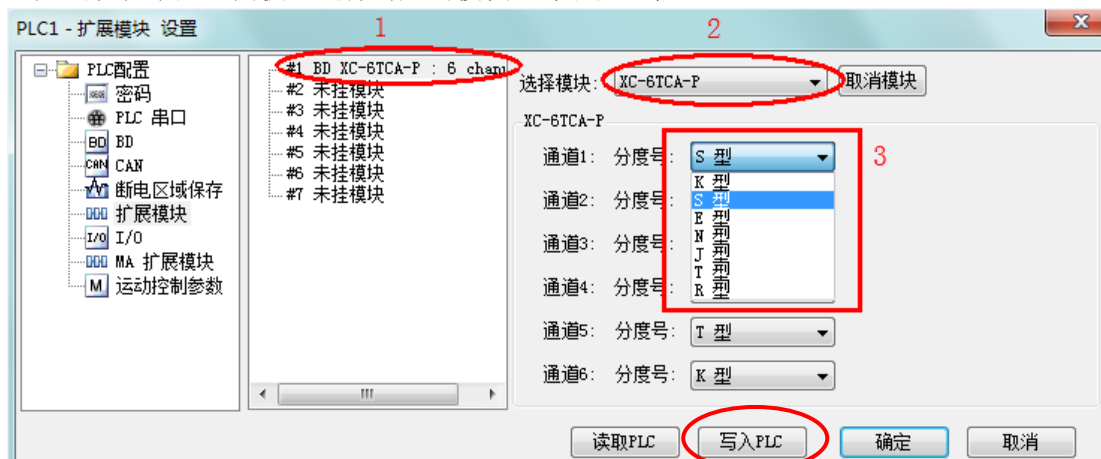 PLC1 - 扩展模块 设置
1
2
PLC配置
密码
PLC 串口
BD BD
CAN CAN
断电区域保存
扩展模块
I/O I/O
MA 扩展模块
M 运动控制参数
#1 BD XC-6TCA-P : 6 chann
#2 未挂模块
#3 未挂模块
#4 未挂模块
#5 未挂模块
#6 未挂模块
#7 未挂模块
选择模块: XC-6TCA-P 取消模块
XC-6TCA-P
通道1: 分度号: S 型
3
K 型
S 型
E 型
N 型
J 型
T 型
R 型
通道2: 分度号:
通道3: 分度号:
通道4: 分度号:
通道5: 分度号: T 型
通道6: 分度号: K 型
读取PLC 写入PLC 确定 取消